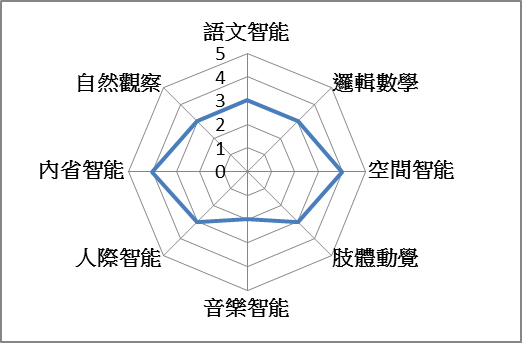 語文智能
5
自然觀察
4
邏輯數學
3
2
1
內省智能
0
空間智能
人際智能
肢體動覺
音樂智能